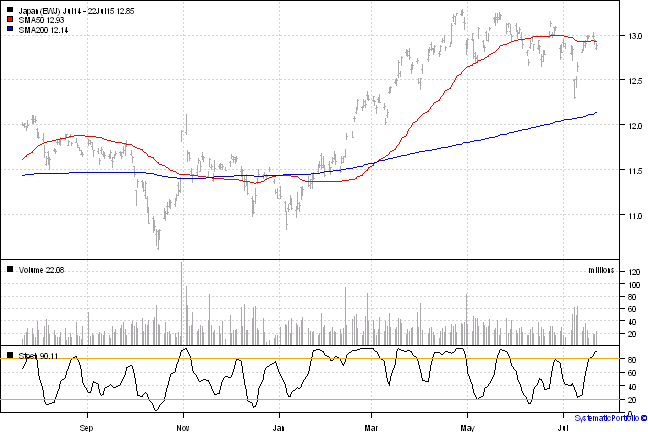 Japan (EWJ) Jul14 - 22Jul15 12.85
SMA50 12.93
SMA200 12.14
13.0
12.5
12.0
11.5
11.0
Volume 22.08
millions
120
100
80
60
40
20
Stoch 90.11
80
60
40
20
0
Sep
Nov
Jan
Mar
May
Jul
SystematicPortfolio ©